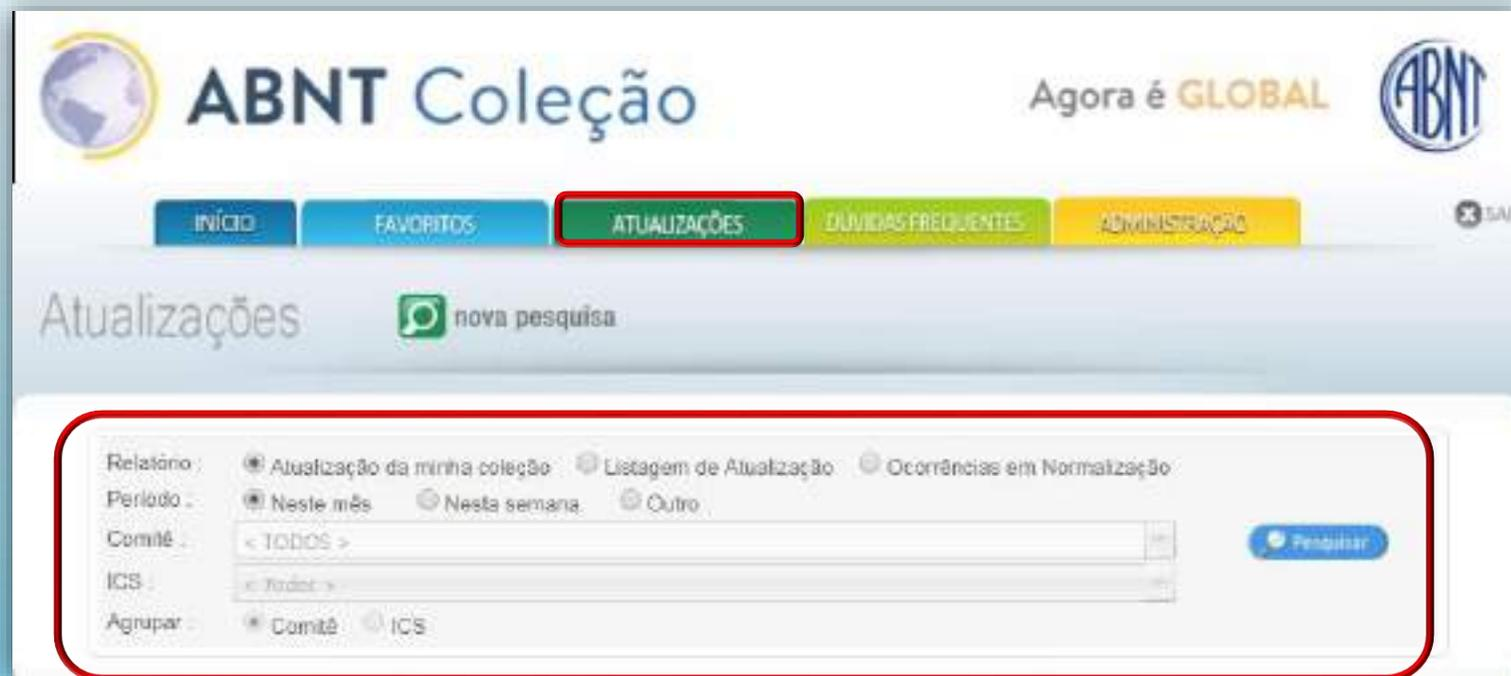 ABNT Coleção
Agora é GLOBAL
ABNT
INÍCIO
FAVORITOS
ATUALIZAÇÕES
DÚVIDAS FREQUENTES
ADMINISTRAÇÃO
Atualizações
nova pesquisa
Relatório :
Atualização da minha coleção
Listagem de Atualização
Ocorrências em Normalização
Período :
Neste mês
Nesta semana
Outro
Comitê :
< TODOS >
Pesquisar
ICS :
< Todos >
Agrupar :
Comitê
ICS